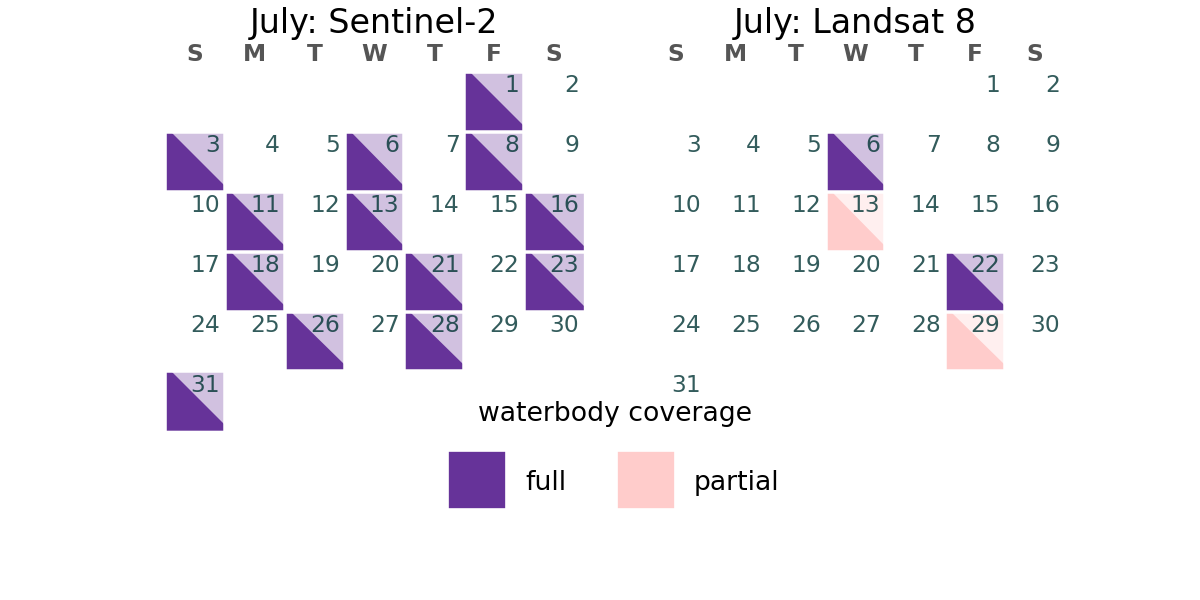 July: Sentinel-2
S M T W T F S
1 2
3 4 5 6 7 8 9
10 11 12 13 14 15 16
17 18 19 20 21 22 23
24 25 26 27 28 29 30
31
July: Landsat 8
S M T W T F S
1 2
3 4 5 6 7 8 9
10 11 12 13 14 15 16
17 18 19 20 21 22 23
24 25 26 27 28 29 30
31
waterbody coverage
full partial